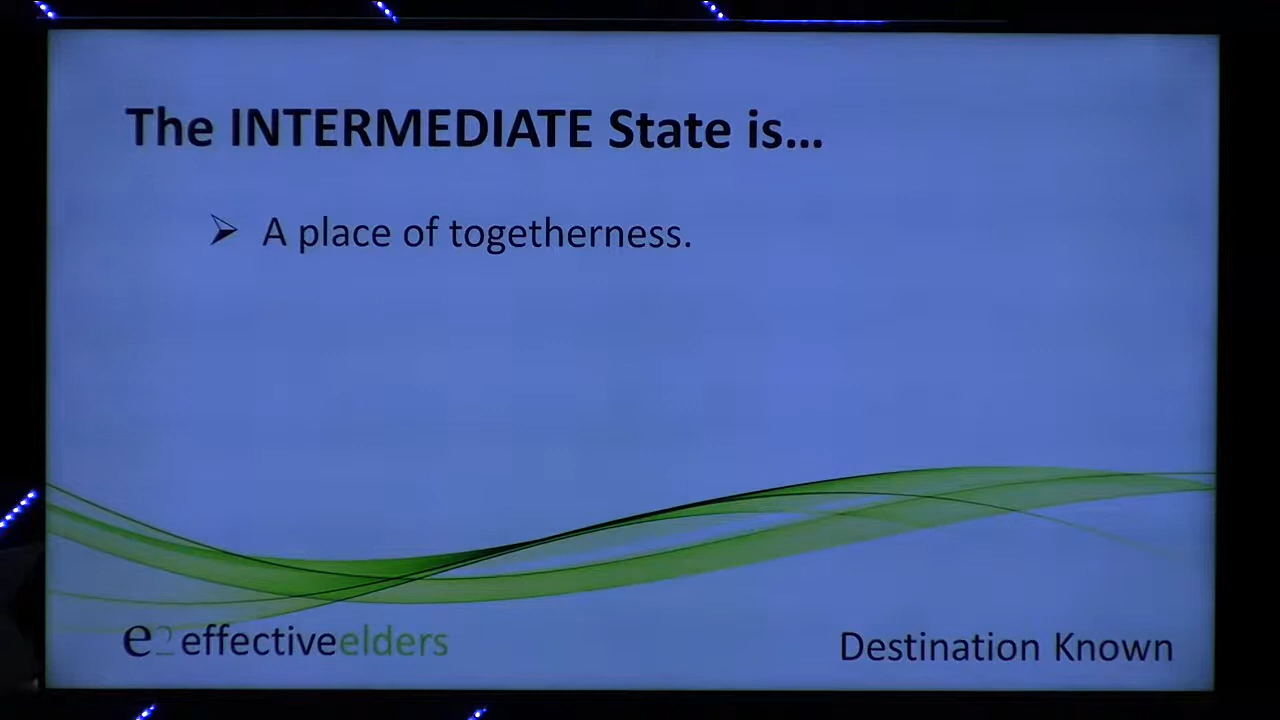 The INTERMEDIATE State is...
➢ A place of togetherness.
e2 effectiveelders
Destination Known